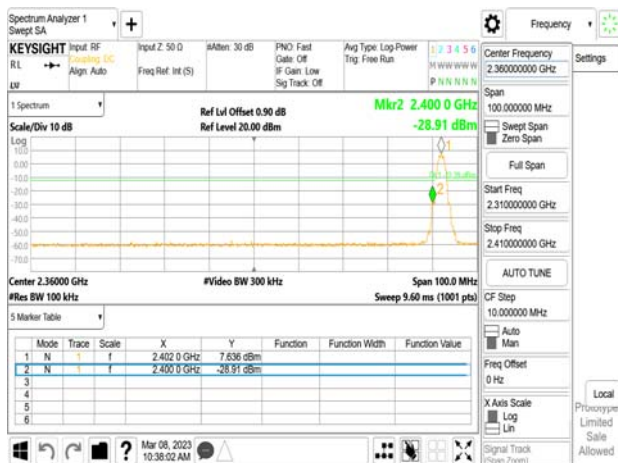 Spectrum Analyzer 1
Swept SA
+
Frequency
KEYSIGHT
RL
Input: RF
Coupling: DC
Align: Auto
Input Z: 50 Ω
Freq Ref: Int (S)
#Atten: 30 dB
PNO: Fast
Gate: Off
IF Gain: Low
Sig Track: Off
Avg Type: Log-Power
Trig: Free Run
1 2 3 4 5 6
M W W W W W
P N N N N N
1 Spectrum
Scale/Div 10 dB
Ref Lvl Offset 0.90 dB
Ref Level 20.00 dBm
Mkr2 2.400 0 GHz
-28.91 dBm
Log
10.0
0.00
-10.0
-20.0
-30.0
-40.0
-50.0
-60.0
-70.0
1
2
Center 2.36000 GHz
#Video BW 300 kHz
Span 100.0 MHz
#Res BW 100 kHz
Sweep 9.60 ms (1001 pts)
5 Marker Table
Mode Trace Scale X Y Function Function Width Function Value
1 N 1 f 2.402 0 GHz 7.636 dBm
2 N 1 f 2.400 0 GHz -28.91 dBm
3
4
5
6
Mar 08, 2023
10:38:02 AM
?
Center Frequency
2.360000000 GHz
Span
100.000000 MHz
Swept Span
Zero Span
Full Span
Start Freq
2.310000000 GHz
Stop Freq
2.410000000 GHz
AUTO TUNE
CF Step
10.000000 MHz
Auto
Man
Freq Offset
0 Hz
X Axis Scale
Log
Lin
Signal Track
(Span Zoom)
Settings
Local
Prototype
Limited
Sale
Allowed